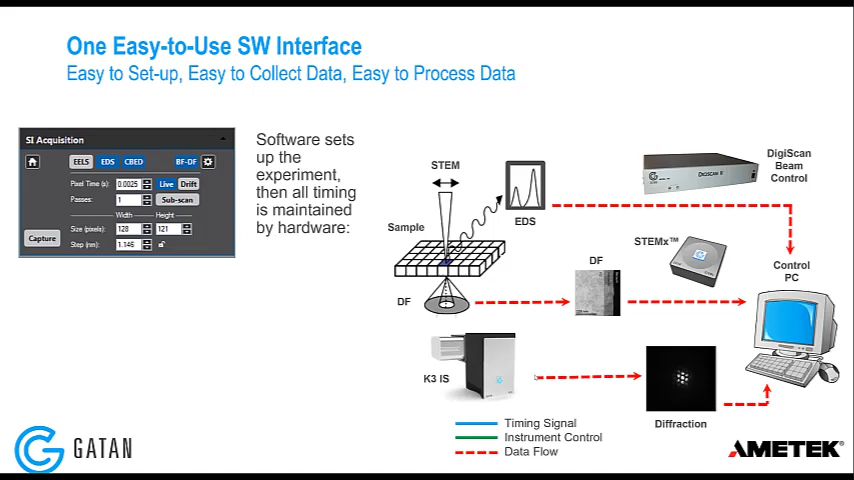 One Easy-to-Use SW Interface
Easy to Set-up, Easy to Collect Data, Easy to Process Data
SI Acquisition
EELS EDS CBED BF-DF
Pixel Time (s): 0.0025 Live Drift
Passes: 1 Sub-scan
Width Height
Size (pixels): 128 121
Step (nm): 1.146
Capture
Software sets
up the
experiment,
then all timing
is maintained
by hardware:
STEM
Sample
EDS
DF
DigiScan
Beam
Control
DIGISCAN II
STEMx™
DF
Control
PC
K3 IS
Diffraction
Timing Signal
Instrument Control
Data Flow
GATAN
AMETEK®